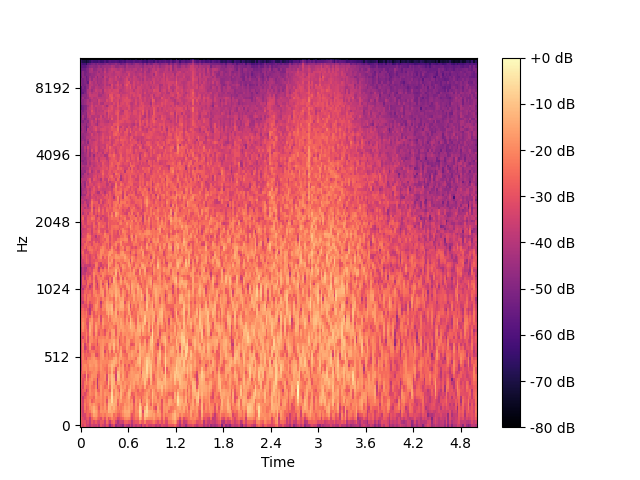 Hz
8192
4096
2048
1024
512
0
0 0.6 1.2 1.8 2.4 3 3.6 4.2 4.8
Time
+0 dB
-10 dB
-20 dB
-30 dB
-40 dB
-50 dB
-60 dB
-70 dB
-80 dB